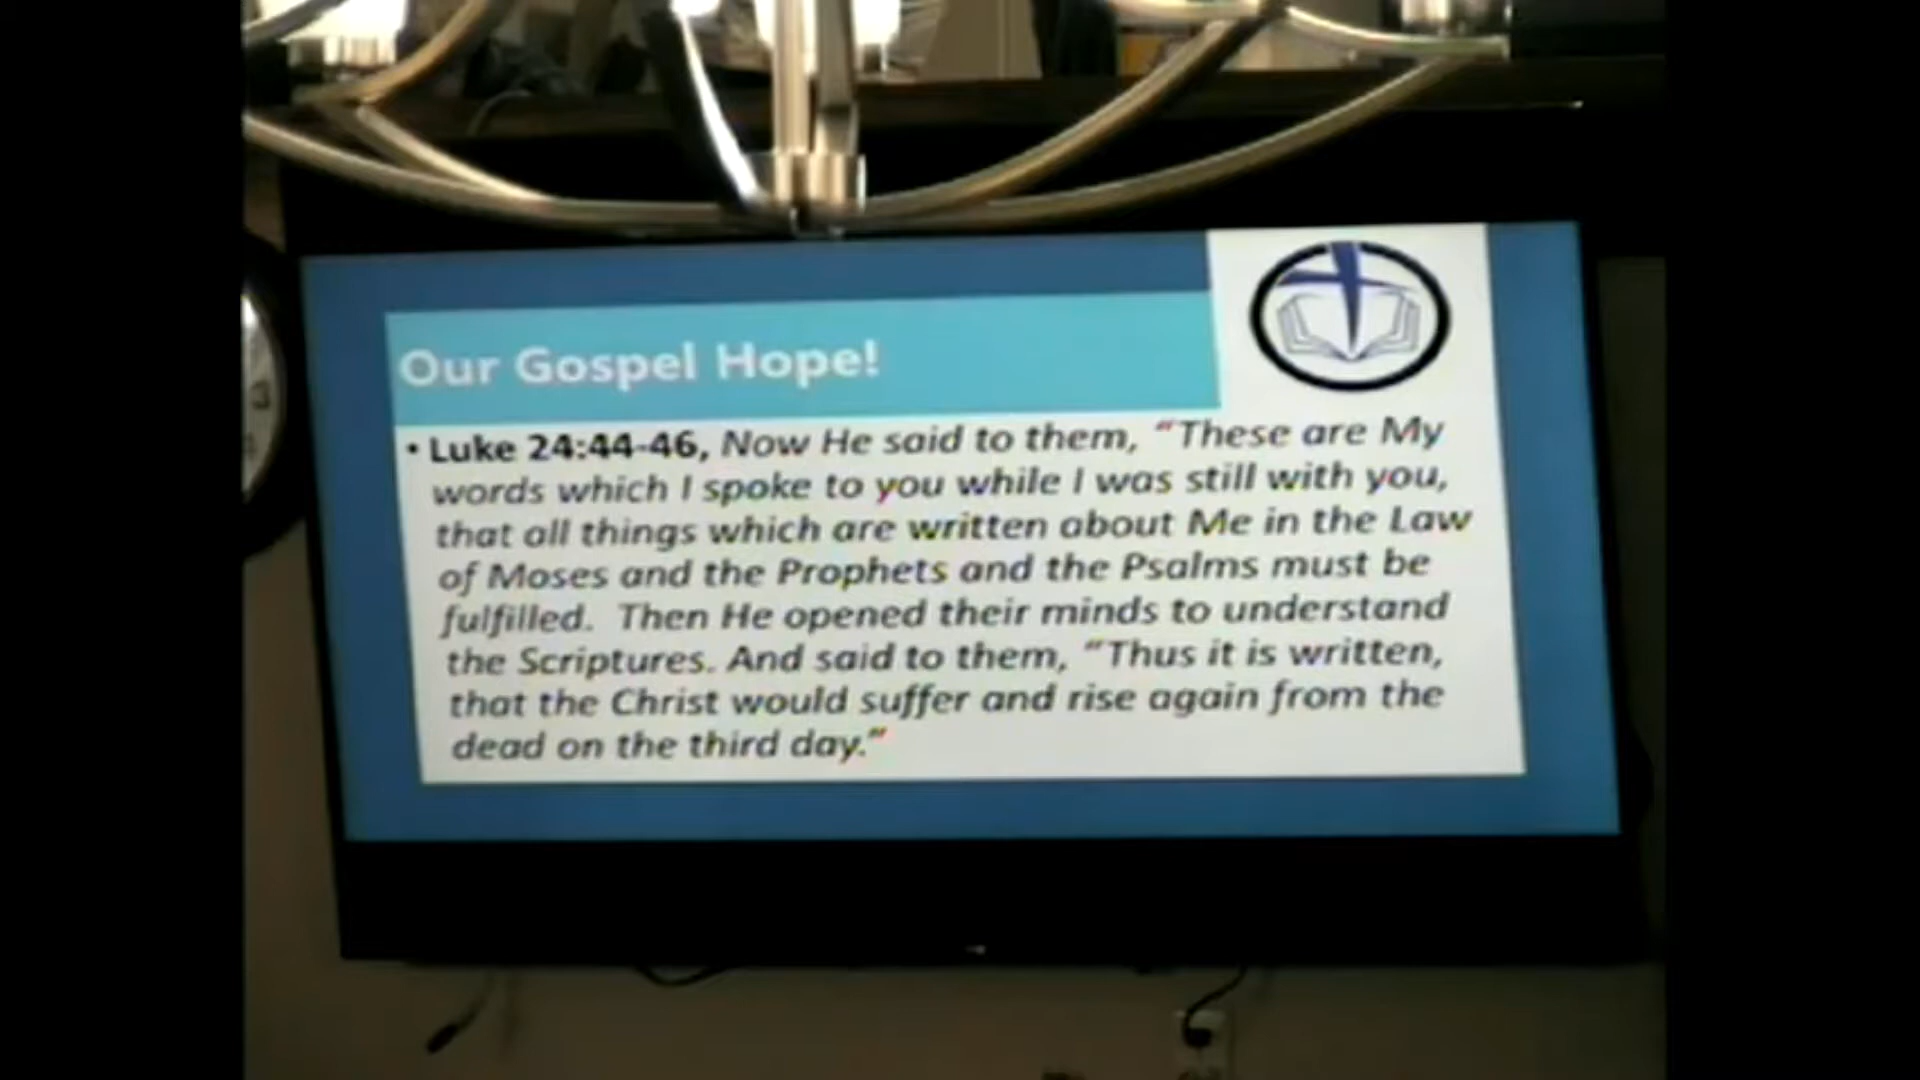 Our Gospel Hope!
• Luke 24:44-46, Now He said to them, “These are My
words which I spoke to you while I was still with you,
that all things which are written about Me in the Law
of Moses and the Prophets and the Psalms must be
fulfilled.  Then He opened their minds to understand
the Scriptures. And said to them, “Thus it is written,
that the Christ would suffer and rise again from the
dead on the third day.”
3